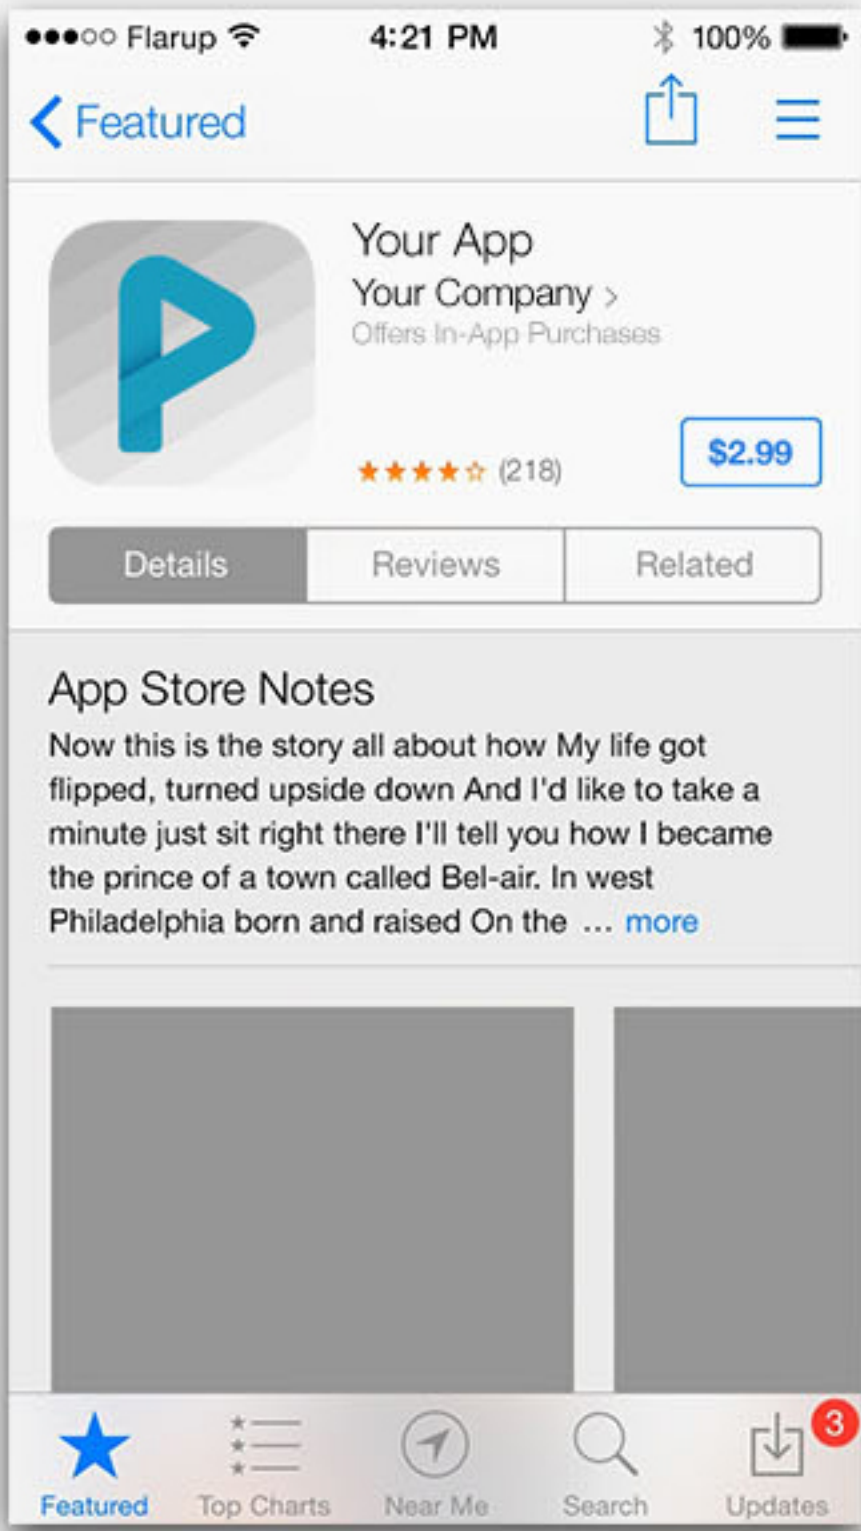 Flarup 4:21 PM 100%
Featured
Your App
Your Company >
Offers In-App Purchases
(218) $2.99
Details Reviews Related
App Store Notes
Now this is the story all about how My life got
flipped, turned upside down And I'd like to take a
minute just sit right there I'll tell you how I became
the prince of a town called Bel-air. In west
Philadelphia born and raised On the ... more
3
Featured Top Charts Near Me Search Updates